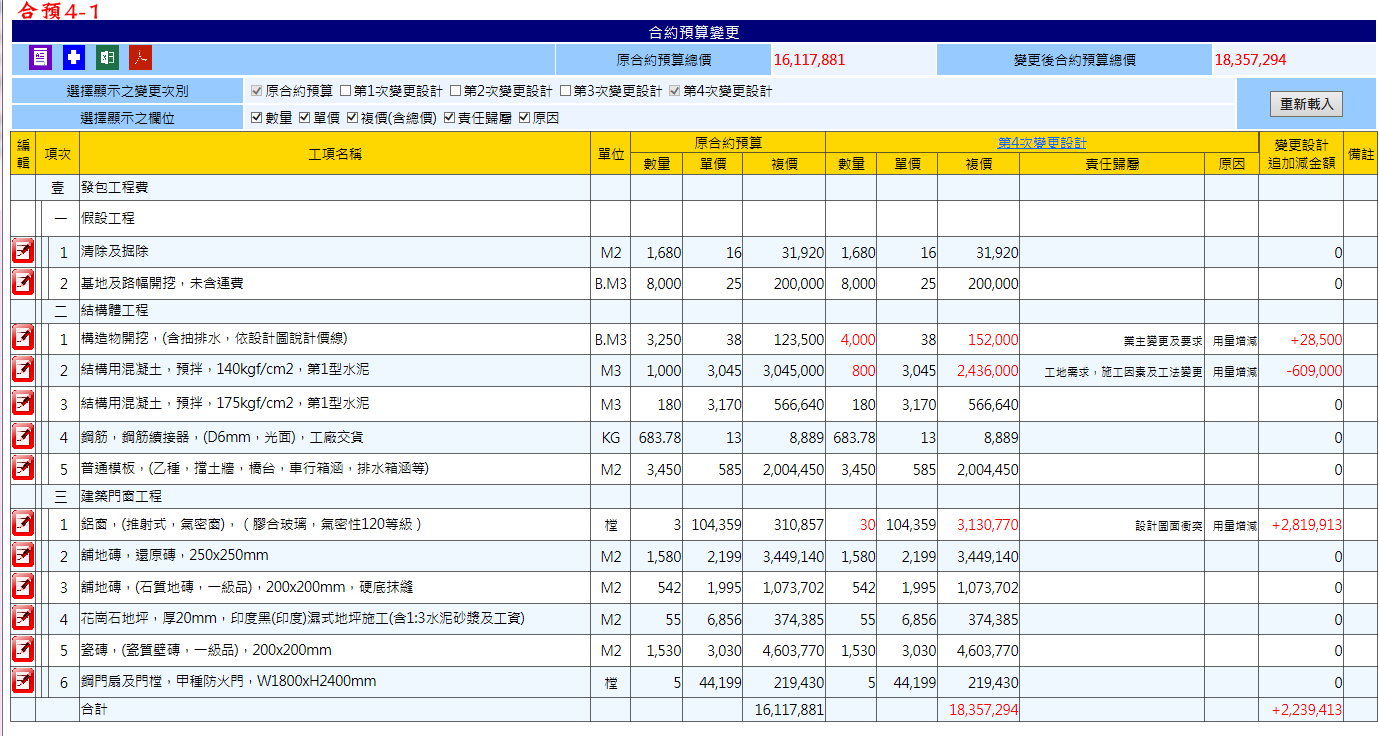 合預4-1
合約預算變更
原合約預算總價 16,117,881 變更後合約預算總價 18,357,294
選擇顯示之變更次別 原合約預算 第1次變更設計 第2次變更設計 第3次變更設計 第4次變更設計
選擇顯示之欄位 數量 單價 複價(含總價) 責任歸屬 原因
重新載入
編輯 項次 工項名稱 單位 原合約預算 第4次變更設計 變更設計追加減金額 備註
數量 單價 複價 數量 單價 複價 責任歸屬 原因
壹 發包工程費
一 假設工程
1 清除及掘除 M2 1,680 16 31,920 1,680 16 31,920 0
2 基地及路幅開挖，未含運費 B.M3 8,000 25 200,000 8,000 25 200,000 0
二 結構體工程
1 構造物開挖，(含抽排水，依設計圖說計價線) B.M3 3,250 38 123,500 4,000 38 152,000 業主變更及要求 用量增減 +28,500
2 結構用混凝土，預拌，140kgf/cm2，第1型水泥 M3 1,000 3,045 3,045,000 800 3,045 2,436,000 工地需求，施工因素及工法變更 用量增減 -609,000
3 結構用混凝土，預拌，175kgf/cm2，第1型水泥 M3 180 3,170 566,640 180 3,170 566,640 0
4 鋼筋，鋼筋續接器，(D6mm，光面)，工廠交貨 KG 683.78 13 8,889 683.78 13 8,889 0
5 普通模板，(乙種，擋土牆，橋台，車行箱涵，排水箱涵等) M2 3,450 585 2,004,450 3,450 585 2,004,450 0
三 建築門窗工程
1 鋁窗，(推射式，氣密窗)，（膠合玻璃，氣密性120等級） 樘 3 104,359 310,857 30 104,359 3,130,770 設計圖面衝突 用量增減 +2,819,913
2 舖地磚，還原磚，250x250mm M2 1,580 2,199 3,449,140 1,580 2,199 3,449,140 0
3 舖地磚，(石質地磚，一級品)，200x200mm，硬底抹縫 M2 542 1,995 1,073,702 542 1,995 1,073,702 0
4 花崗石地坪，厚20mm，印度黑(印度)濕式地坪施工(含1:3水泥砂漿及工資) M2 55 6,856 374,385 55 6,856 374,385 0
5 瓷磚，(瓷質壁磚，一級品)，200x200mm M2 1,530 3,030 4,603,770 1,530 3,030 4,603,770 0
6 鋼門扇及門樘，甲種防火門，W1800xH2400mm 樘 5 44,199 219,430 5 44,199 219,430 0
合計 16,117,881 18,357,294 +2,239,413